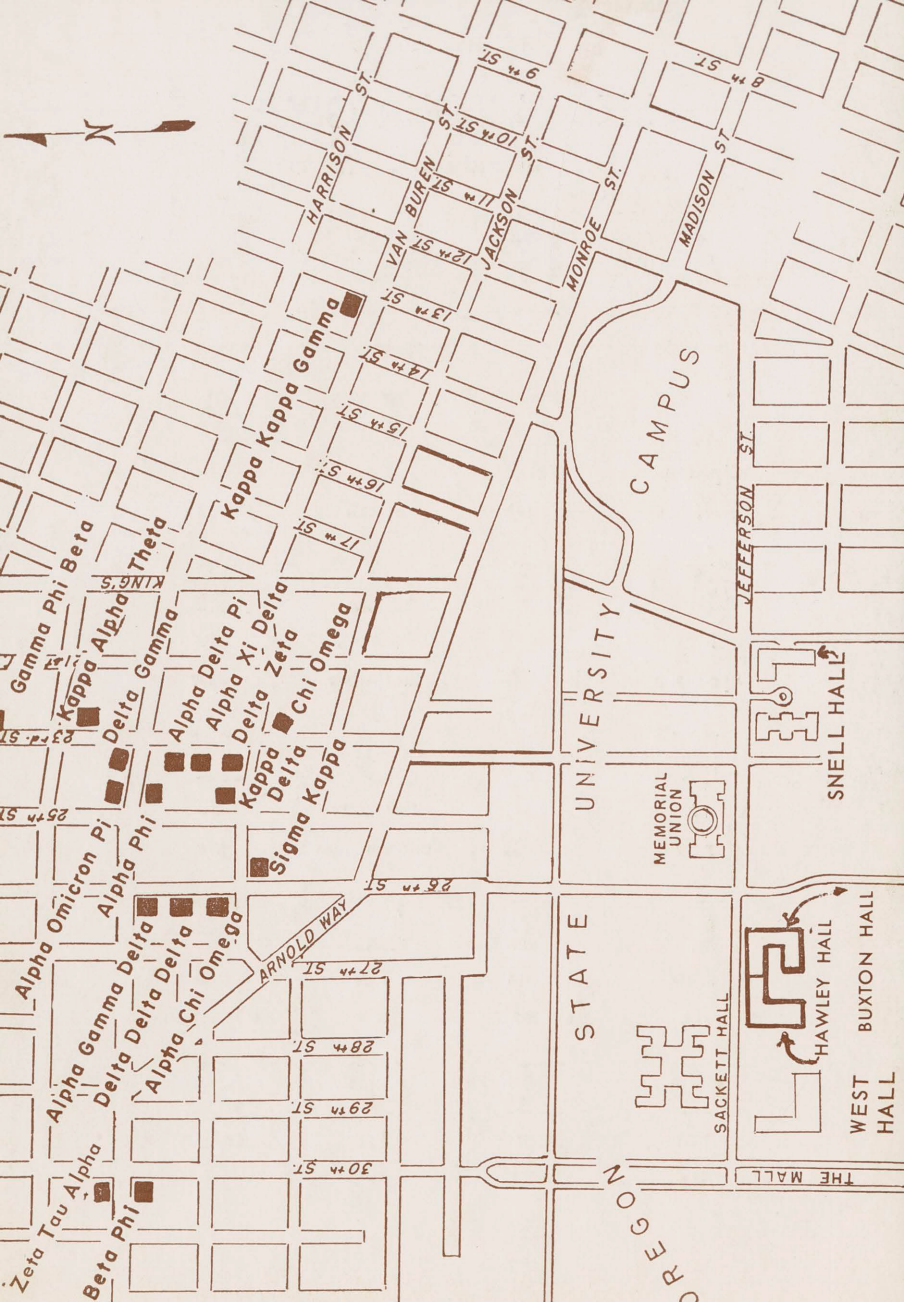 N
9th ST.
8th ST.
HARRISON ST.
10th ST.
VAN BUREN ST.
11th ST.
JACKSON ST.
12th ST.
MONROE ST.
MADISON ST.
13th ST.
14th ST.
15th ST.
16th ST.
17th ST.
CAMPUS
JEFFERSON ST.
KING'S
21st
23rd. ST.
25th ST.
26th ST.
27th ST.
28th ST.
29th ST.
30th ST.
ARNOLD WAY
Kappa Kappa Gamma
Gamma Phi Beta
Kappa Alpha Theta
Delta Gamma
Alpha Delta Pi
Alpha Xi Delta
Delta Zeta
Chi Omega
Kappa
Delta
Sigma Kappa
Alpha Omicron Pi
Alpha Phi
Alpha Gamma Delta
Delta Delta Delta
Alpha Chi Omega
Zeta Tau Alpha
Beta Phi
OREGON
STATE
UNIVERSITY
MEMORIAL
UNION
SNELL HALL
SACKETT HALL
HAWLEY HALL
BUXTON HALL
WEST
HALL
THE MALL